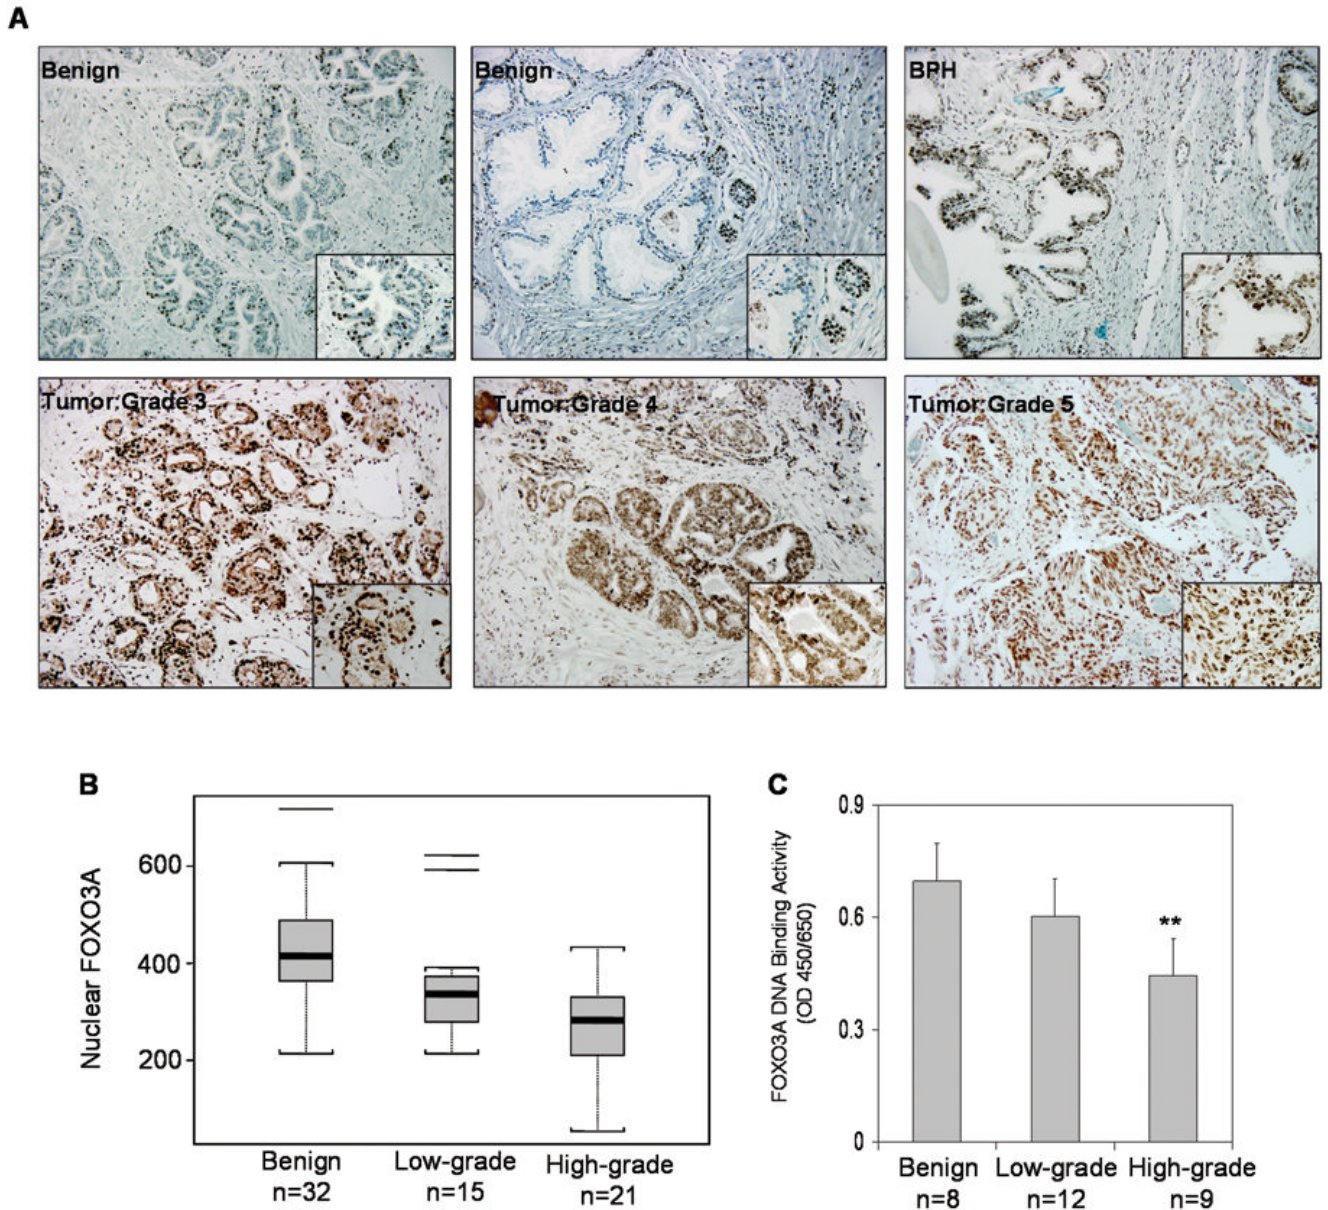 A
Benign
Benign
BPH
Tumor:Grade 3
Tumor:Grade 4
Tumor:Grade 5
B
Nuclear FOXO3A
600
400
200
Benign
n=32
Low-grade
n=15
High-grade
n=21
C
FOXO3A DNA Binding Activity
(OD 450/650)
0.9
0.6
0.3
0
**
Benign
n=8
Low-grade
n=12
High-grade
n=9